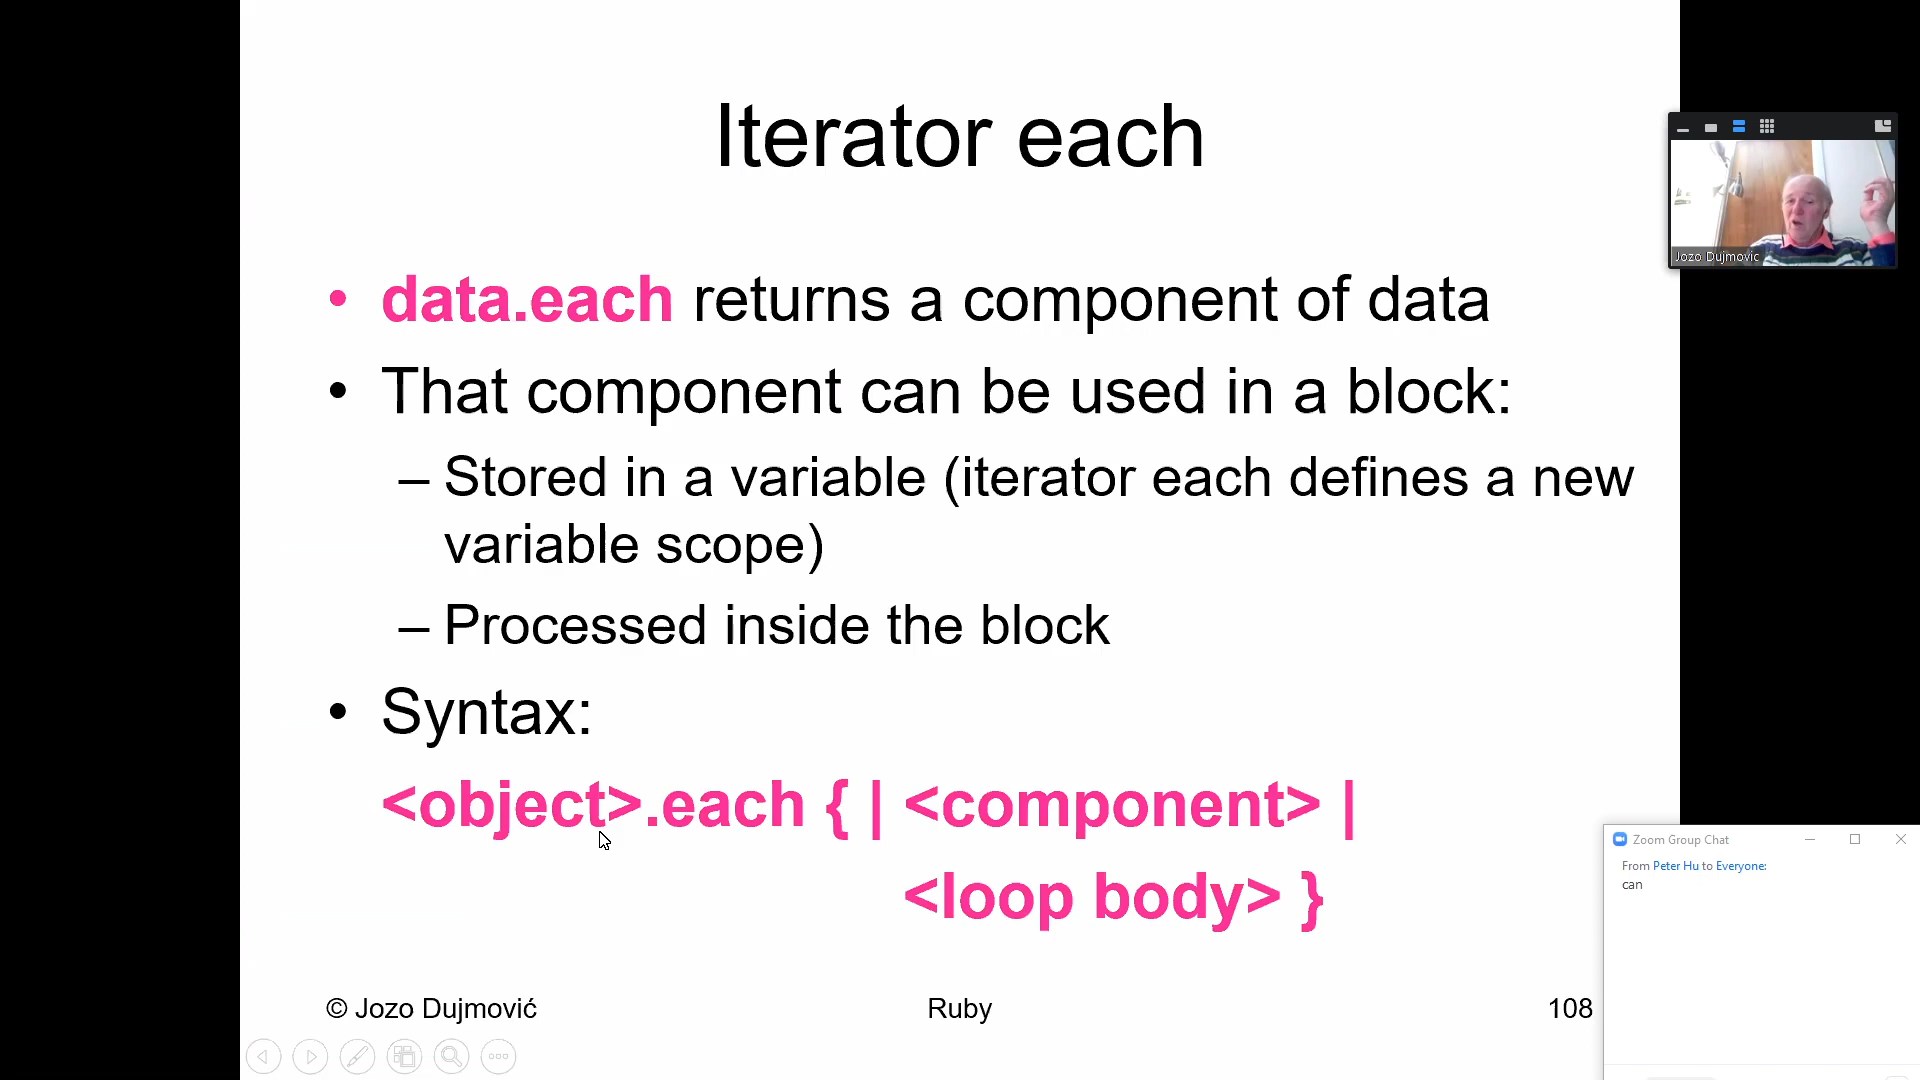 Iterator each
• data.each returns a component of data
• That component can be used in a block:
– Stored in a variable (iterator each defines a new
variable scope)
– Processed inside the block
• Syntax:
<object>.each { | <component> |
<loop body> }
© Jozo Dujmović
Ruby
108
Jozo Dujmovic
Zoom Group Chat
From Peter Hu to Everyone:
can